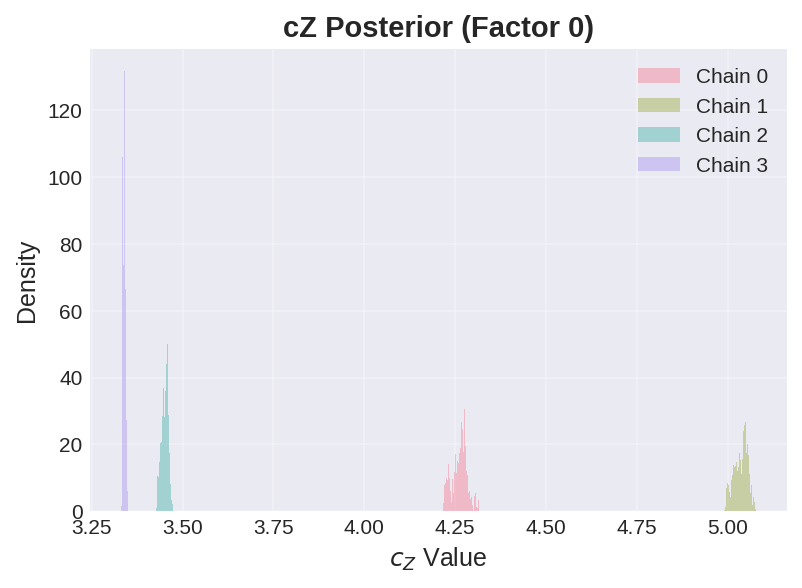 cZ Posterior (Factor 0)
Chain 0
Chain 1
Chain 2
Chain 3
120
100
80
60
40
20
0
Density
3.25 3.50 3.75 4.00 4.25 4.50 4.75 5.00
c_Z Value